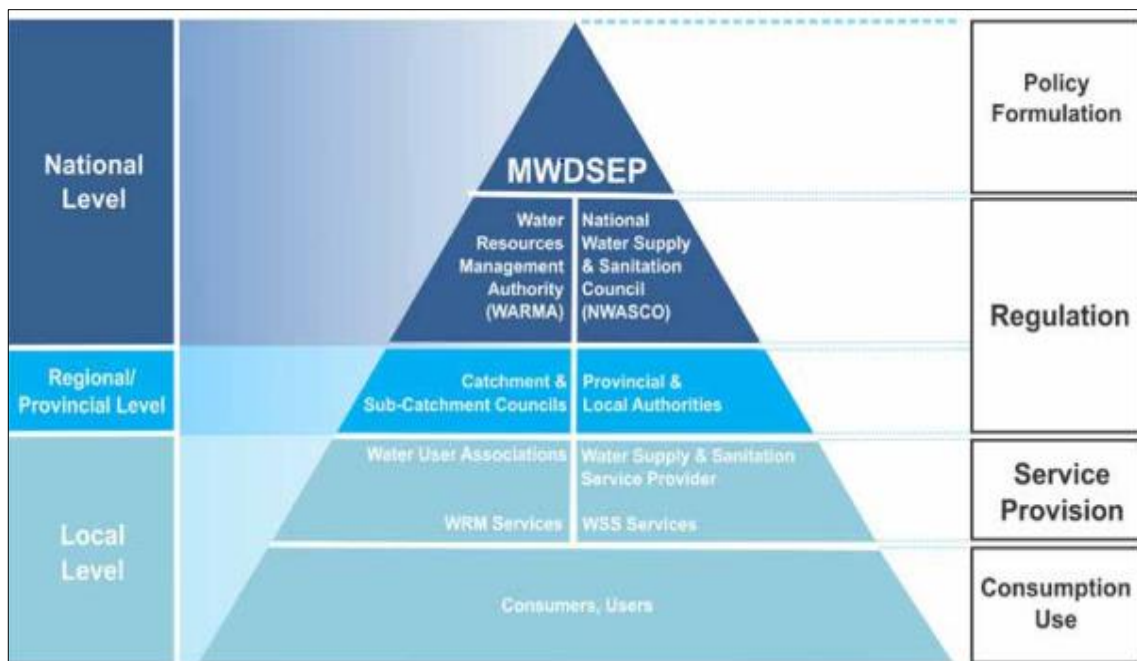 National
Level
Regional/
Provincial Level
Local
Level
MWDSEP
Water
Resources
Management
Authority
(WARMA)
National
Water Supply
& Sanitation
Council
(NWASCO)
Catchment &
Sub-Catchment Councils
Provincial &
Local Authorities
Water User Associations
WRM Services
Water Supply & Sanitation
Service Provider
WSS Services
Consumers, Users
Policy
Formulation
Regulation
Service
Provision
Consumption
Use